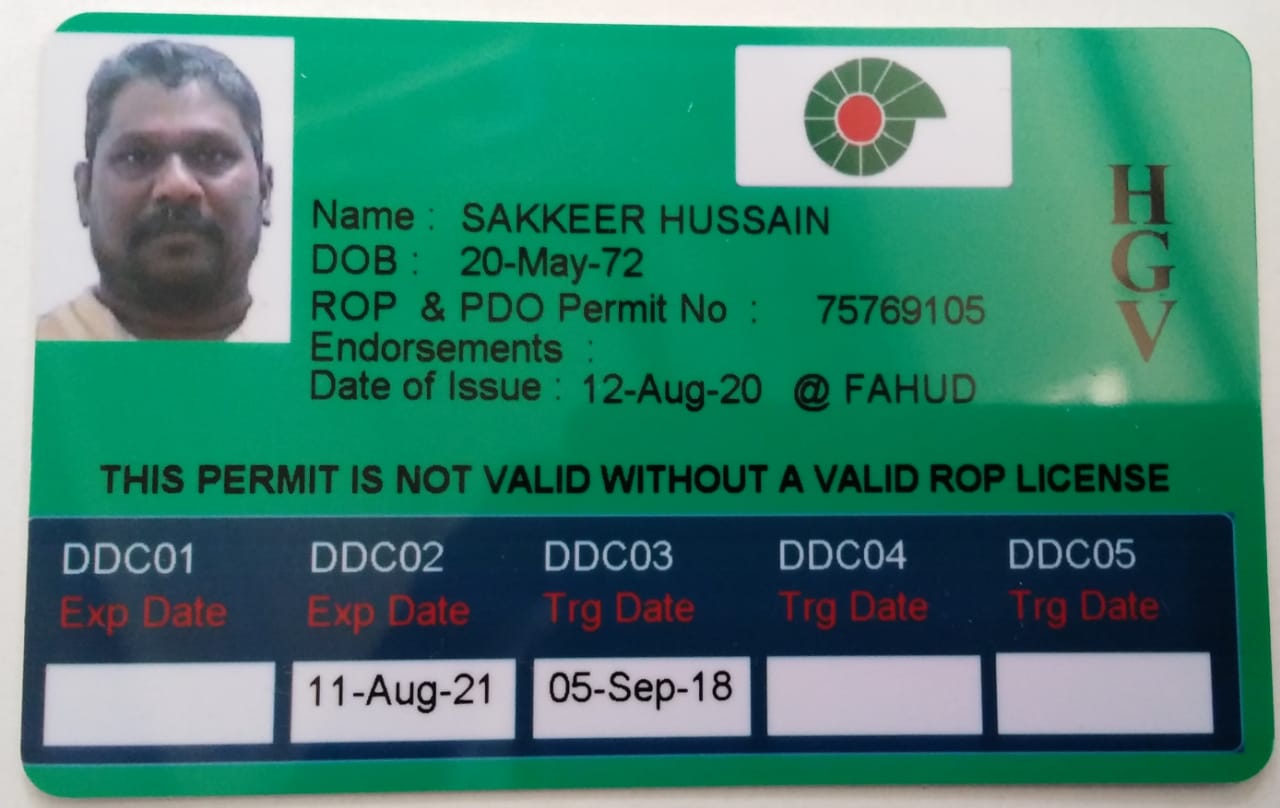 Name : SAKKEER HUSSAIN
DOB : 20-May-72
ROP & PDO Permit No : 75769105
Endorsements :
Date of Issue : 12-Aug-20 @ FAHUD
HGV
THIS PERMIT IS NOT VALID WITHOUT A VALID ROP LICENSE
DDC01 DDC02 DDC03 DDC04 DDC05
Exp Date Exp Date Trg Date Trg Date Trg Date
11-Aug-21 05-Sep-18